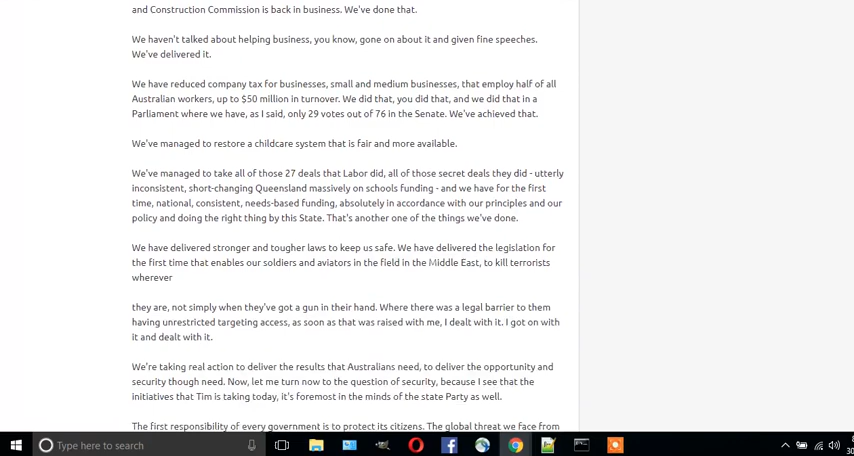 and Construction Commission is back in business. We've done that.
We haven't talked about helping business, you know, gone on about it and given fine speeches.
We've delivered it.
We have reduced company tax for businesses, small and medium businesses, that employ half of all
Australian workers, up to $50 million in turnover. We did that, you did that, and we did that in a
Parliament where we have, as I said, only 29 votes out of 76 in the Senate. We've achieved that.
We've managed to restore a childcare system that is fair and more available.
We've managed to take all of those 27 deals that Labor did, all of those secret deals they did - utterly
inconsistent, short-changing Queensland massively on schools funding - and we have for the first
time, national, consistent, needs-based funding, absolutely in accordance with our principles and our
policy and doing the right thing by this State. That's another one of the things we've done.
We have delivered stronger and tougher laws to keep us safe. We have delivered the legislation for
the first time that enables our soldiers and aviators in the field in the Middle East, to kill terrorists
wherever
they are, not simply when they've got a gun in their hand. Where there was a legal barrier to them
having unrestricted targeting access, as soon as that was raised with me, I dealt with it. I got on with
it and dealt with it.
We're taking real action to deliver the results that Australians need, to deliver the opportunity and
security though need. Now, let me turn now to the question of security, because I see that the
initiatives that Tim is taking today, it's foremost in the minds of the state Party as well.
The first responsibility of every government is to protect its citizens. The global threat we face from
Type here to search
30